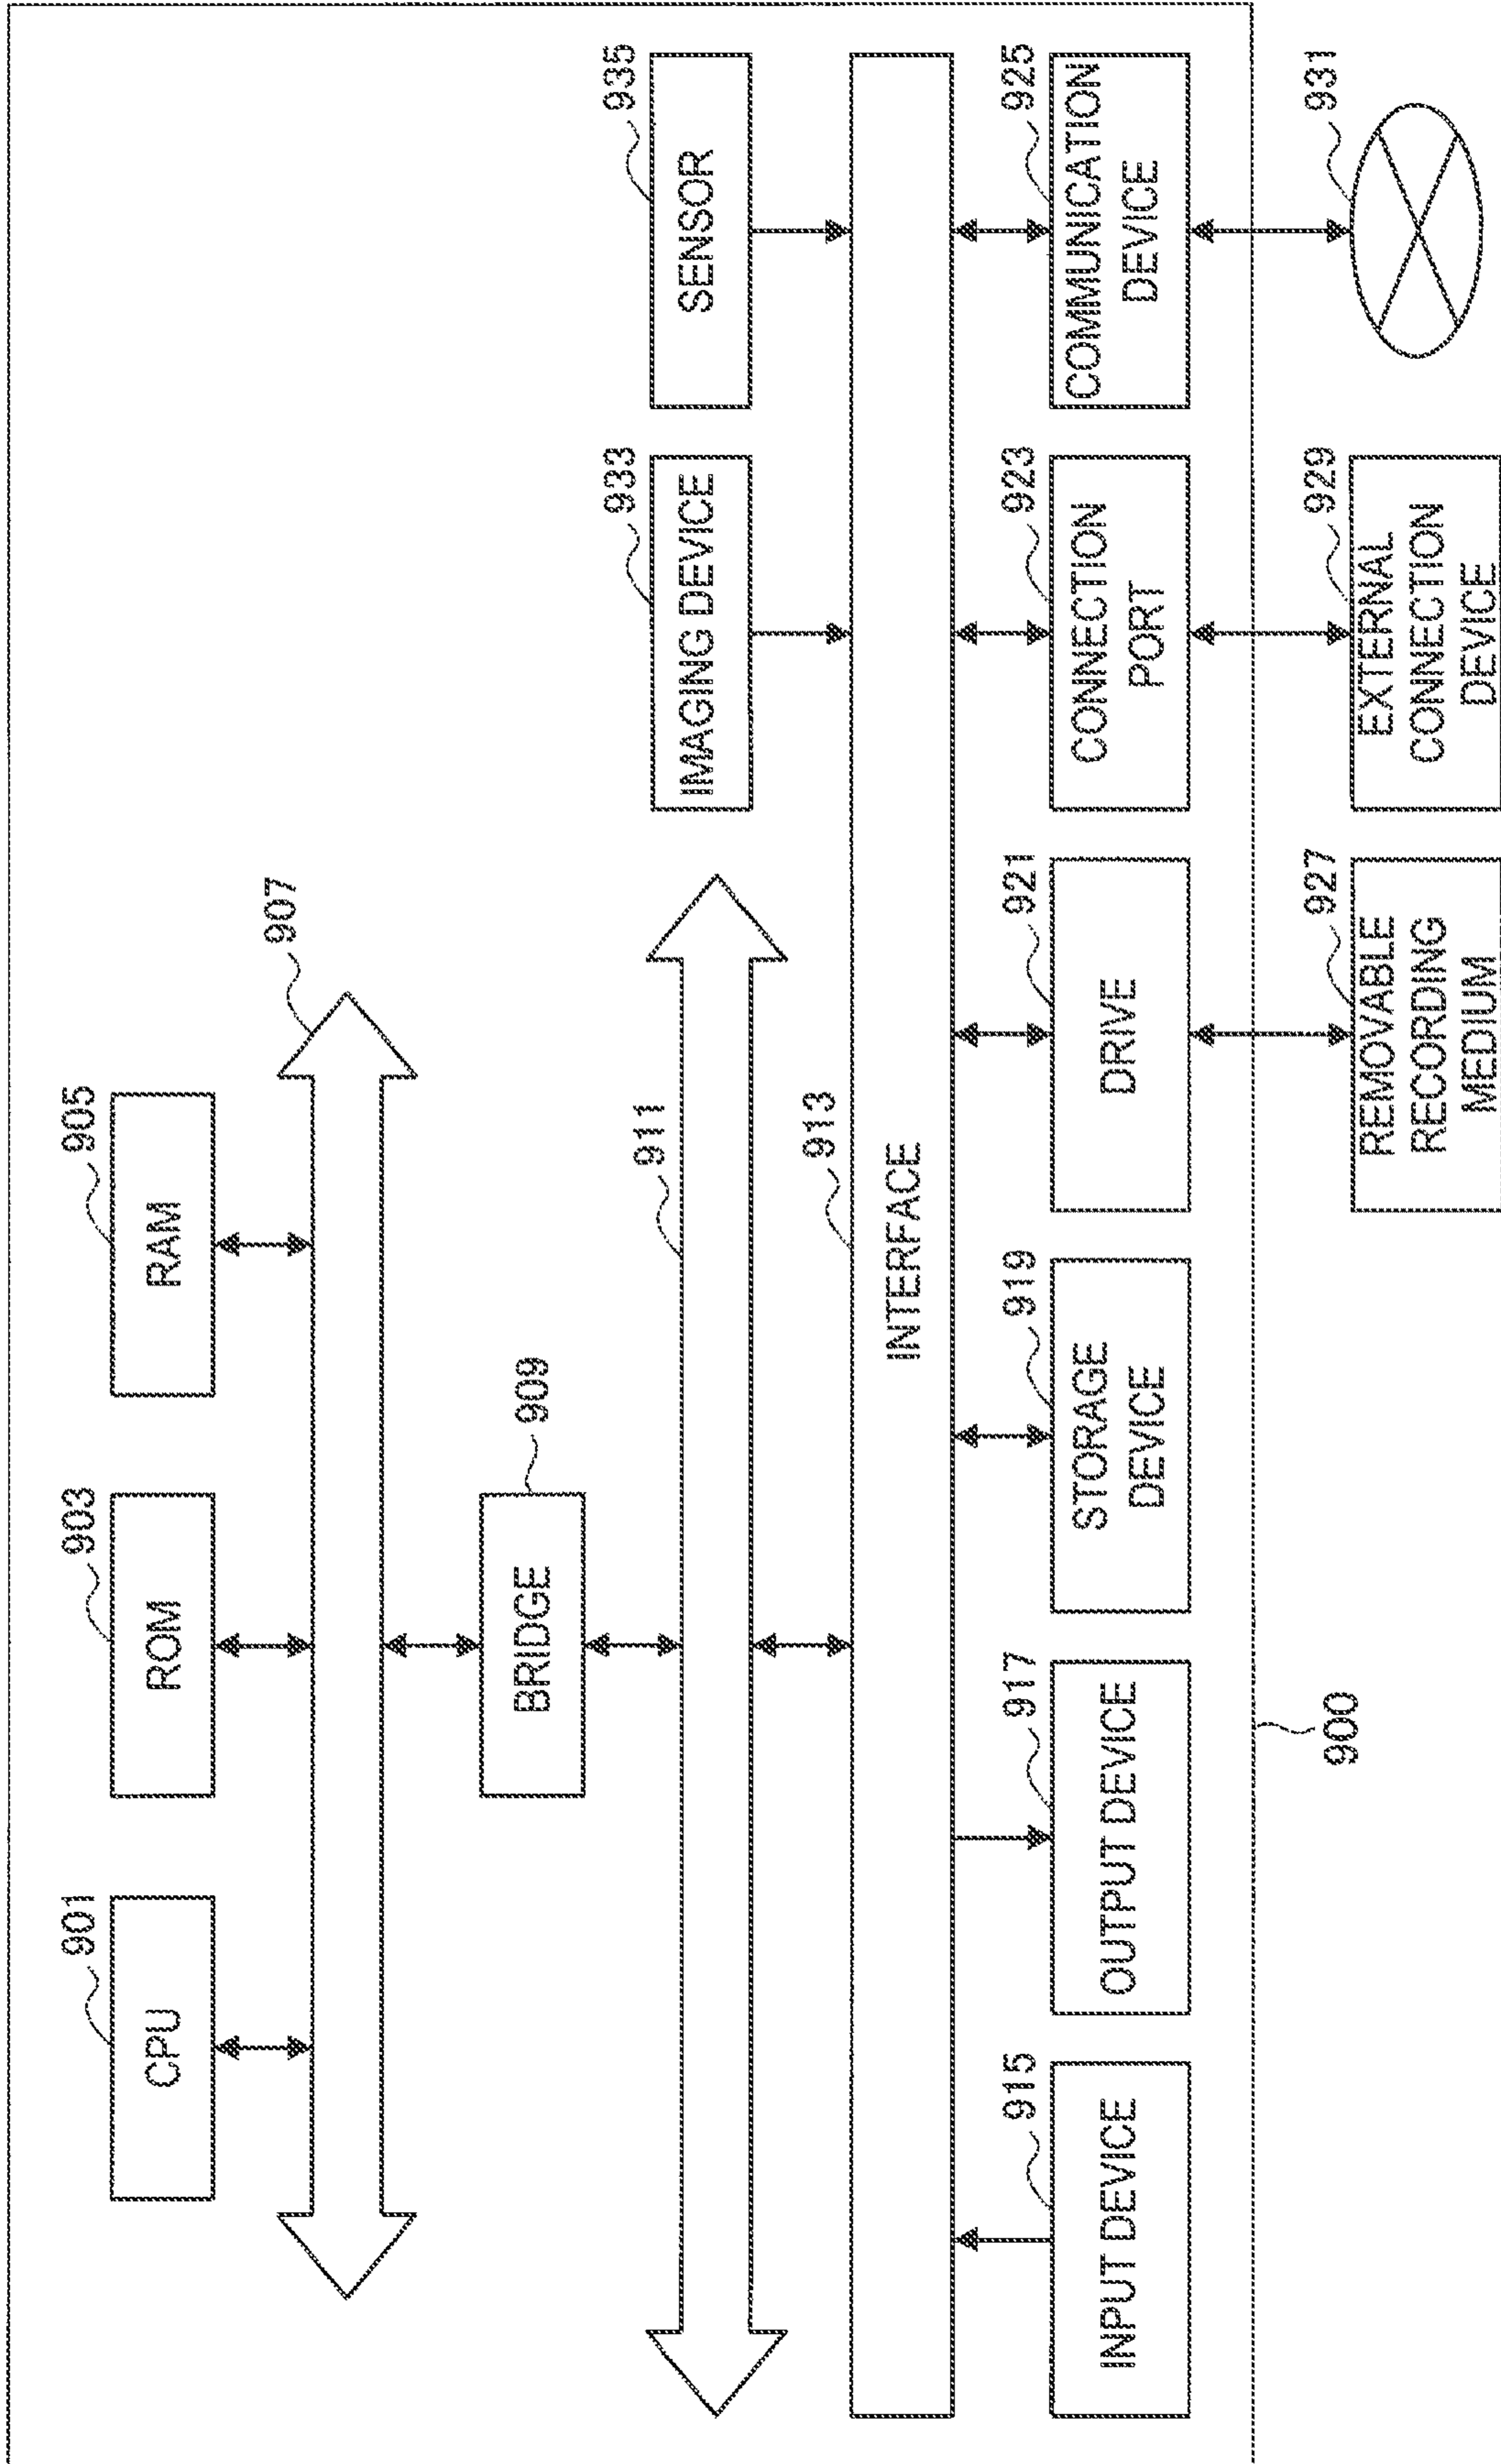 901
903
905
CPU
ROM
RAM
907
909
BRIDGE
933
935
IMAGING DEVICE
SENSOR
911
913
INTERFACE
915
917
919
921
923
925
INPUT DEVICE
OUTPUT DEVICE
STORAGE
DEVICE
DRIVE
CONNECTION
PORT
COMMUNICATION
DEVICE
900
927
929
931
REMOVABLE
RECORDING
MEDIUM
EXTERNAL
CONNECTION
DEVICE